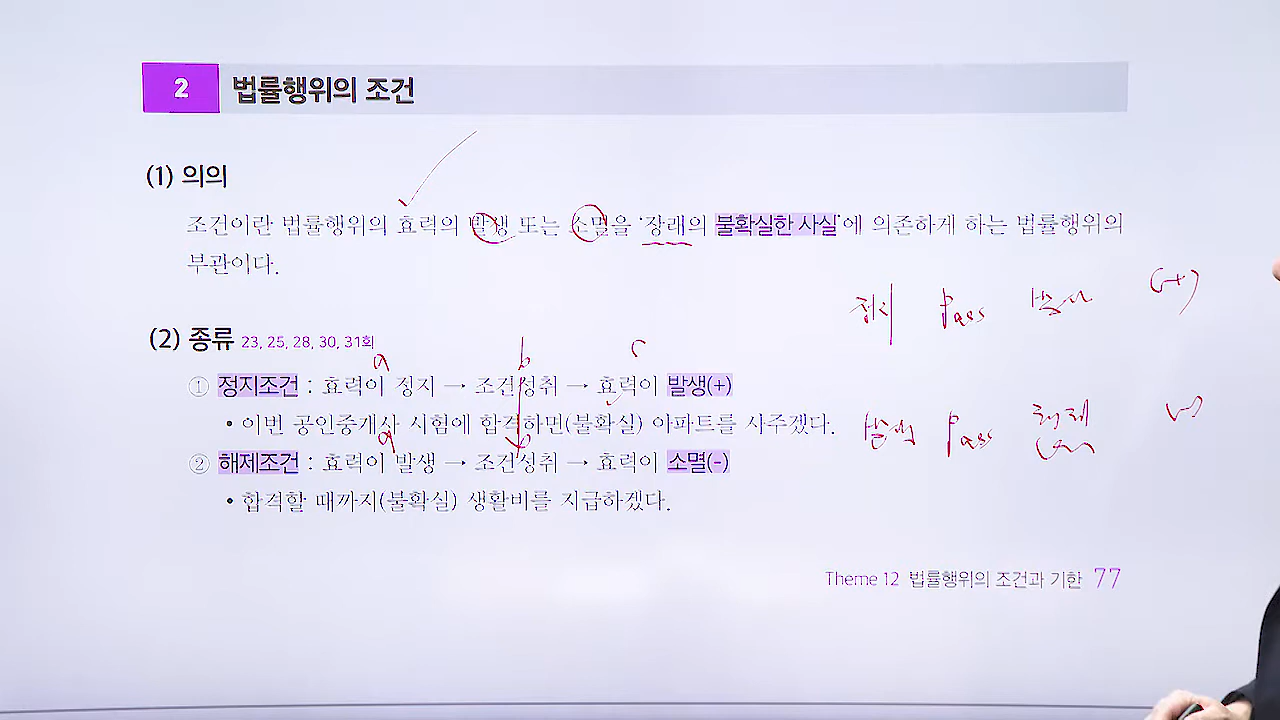 2 법률행위의 조건
(1) 의의
조건이란 법률행위의 효력의 발생 또는 소멸을 '장래의 불확실한 사실'에 의존하게 하는 법률행위의
부관이다.
정지 pass 발생 (+)
(2) 종류 23, 25, 28, 30, 31회
a b c
① 정지조건 : 효력이 정지 → 조건성취 → 효력이 발생(+)
• 이번 공인중개사 시험에 합격하면(불확실) 아파트를 사주겠다.
발생 pass 해제 (-)
a b
② 해제조건 : 효력이 발생 → 조건성취 → 효력이 소멸(-)
• 합격할 때까지(불확실) 생활비를 지급하겠다.
Theme 12 법률행위의 조건과 기한 77